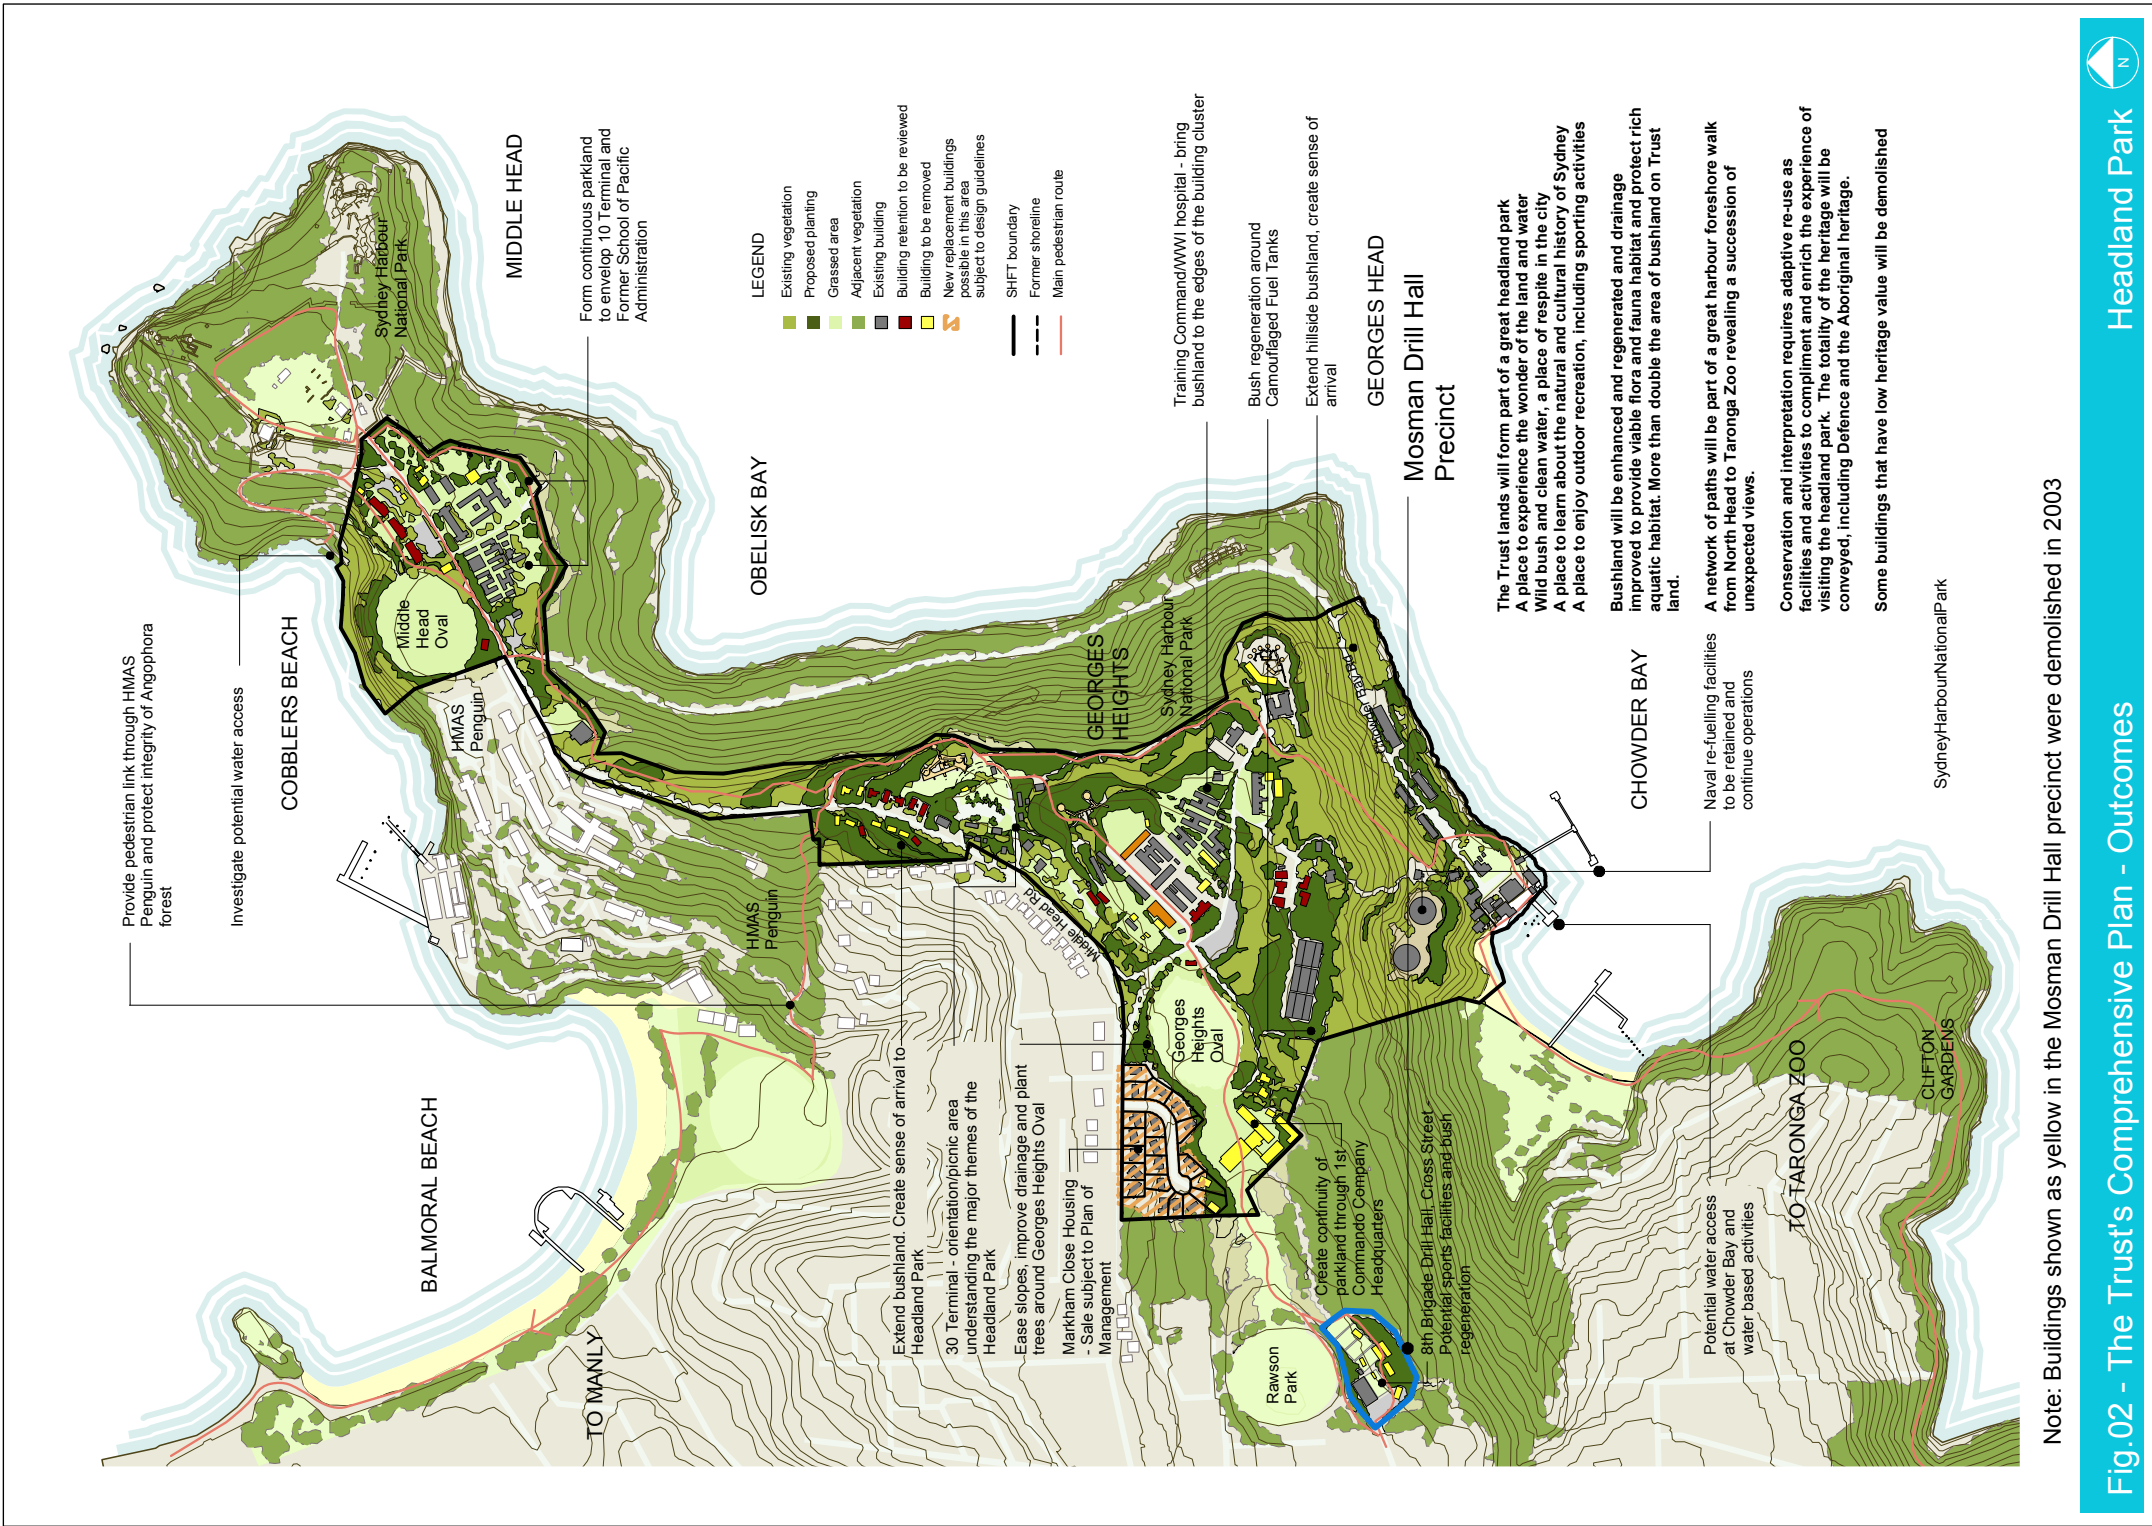 Provide pedestrian link through HMAS
Penguin and protect integrity of Angophora
forest
Investigate potential water access
COBBLERS BEACH
BALMORAL BEACH
TO MANLY
HMAS
Penguin
HMAS
Penguin
Middle
Head
Oval
Sydney Harbour
National Park
MIDDLE HEAD
Form continuous parkland
to envelop 10 Terminal and
Former School of Pacific
Administration
OBELISK BAY
LEGEND
Existing vegetation
Proposed planting
Grassed area
Adjacent vegetation
Existing building
Building retention to be reviewed
Building to be removed
New replacement buildings
possible in this area
subject to design guidelines
SHFT boundary
Former shoreline
Main pedestrian route
Extend bushland. Create sense of arrival to
Headland Park
30 Terminal - orientation/picnic area
understanding the major themes of the
Headland Park
Ease slopes, improve drainage and plant
trees around Georges Heights Oval
Markham Close Housing
- Sale subject to Plan of
Management
Middle Head Rd
GEORGES
HEIGHTS
Sydney Harbour
National Park
Georges
Heights
Oval
Training Command/WWI hospital - bring
bushland to the edges of the building cluster
Bush regeneration around
Camouflaged Fuel Tanks
Extend hillside bushland, create sense of
arrival
GEORGES HEAD
Mosman Drill Hall
Precinct
Chowder Bay Rd
Rawson
Park
Create continuity of
parkland through 1st
Commando Company
Headquarters
8th Brigade Drill Hall, Cross Street -
Potential sports facilities and bush
regeneration
The Trust lands will form part of a great headland park
A place to experience the wonder of the land and water
Wild bush and clean water, a place of respite in the city
A place to learn about the natural and cultural history of Sydney
A place to enjoy outdoor recreation, including sporting activities
Bushland will be enhanced and regenerated and drainage
improved to provide viable flora and fauna habitat and protect rich
aquatic habitat. More than double the area of bushland on Trust
land.
A network of paths will be part of a great harbour foreshore walk
from North Head to Taronga Zoo revealing a succession of
unexpected views.
Conservation and interpretation requires adaptive re-use as
facilities and activities to compliment and enrich the experience of
visiting the headland park. The totality of the heritage will be
conveyed, including Defence and the Aboriginal heritage.
Some buildings that have low heritage value will be demolished
CHOWDER BAY
Naval re-fuelling facilities
to be retained and
continue operations
Potential water access
at Chowder Bay and
water based activities
TO TARONGA ZOO
CLIFTON
GARDENS
SydneyHarbourNationalPark
Note: Buildings shown as yellow in the Mosman Drill Hall precinct were demolished in 2003
Fig.02 - The Trust's Comprehensive Plan - Outcomes
Headland Park
N